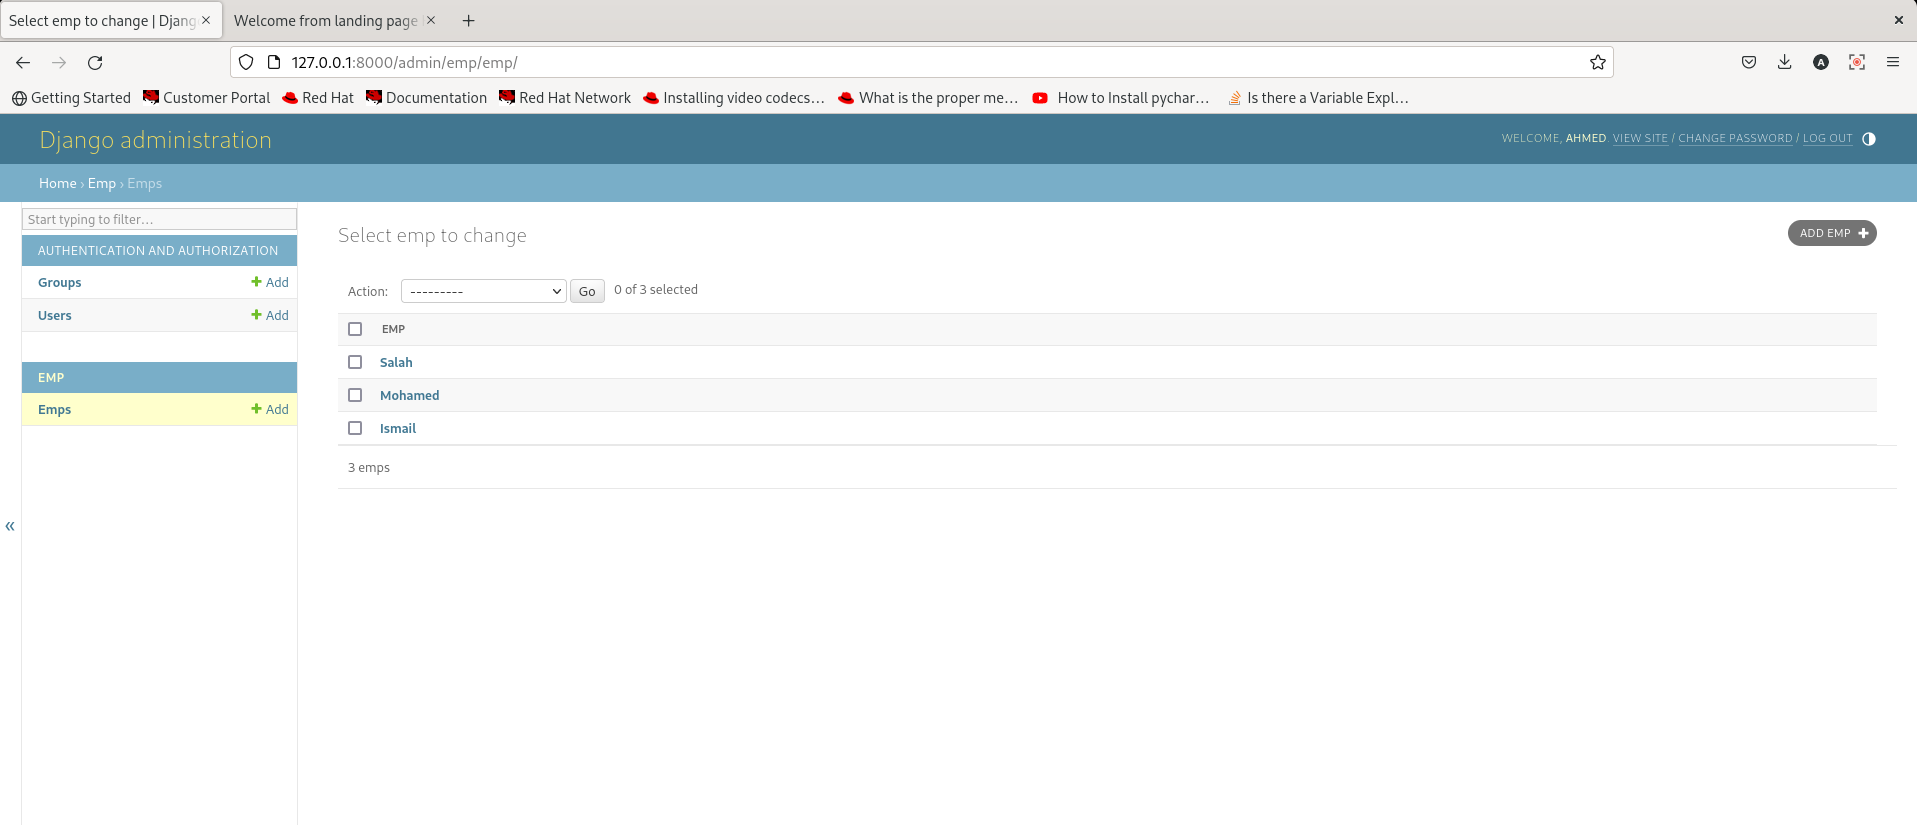 Select emp to change | Djang
Welcome from landing page
127.0.0.1:8000/admin/emp/emp/
Getting Started Customer Portal Red Hat Documentation Red Hat Network Installing video codecs… What is the proper me… How to Install pychar… Is there a Variable Expl…
Django administration
WELCOME, AHMED. VIEW SITE / CHANGE PASSWORD / LOG OUT
Home › Emp › Emps
Start typing to filter…
AUTHENTICATION AND AUTHORIZATION
Groups Add
Users Add
EMP
Emps Add
«
Select emp to change
ADD EMP
Action: --------- Go 0 of 3 selected
EMP
Salah
Mohamed
Ismail
3 emps